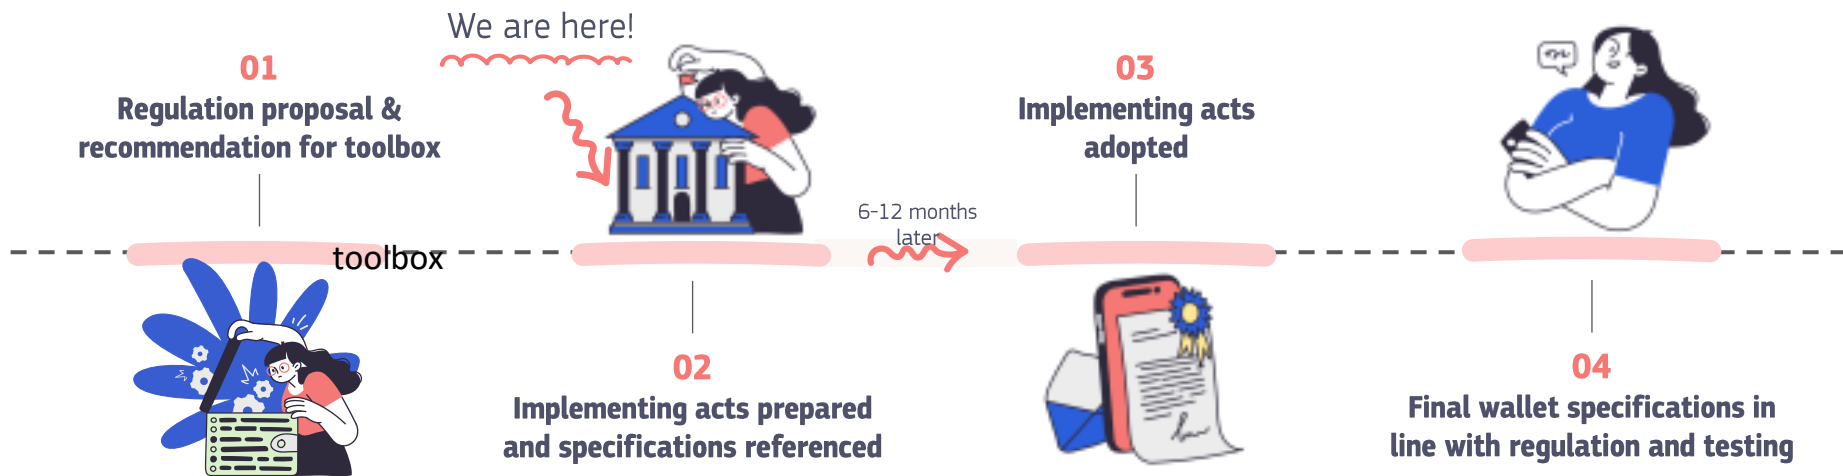 We are here!
01
Regulation proposal &
recommendation for toolbox
toolbox
02
Implementing acts prepared
and specifications referenced
6-12 months
later
03
Implementing acts
adopted
04
Final wallet specifications in
line with regulation and testing